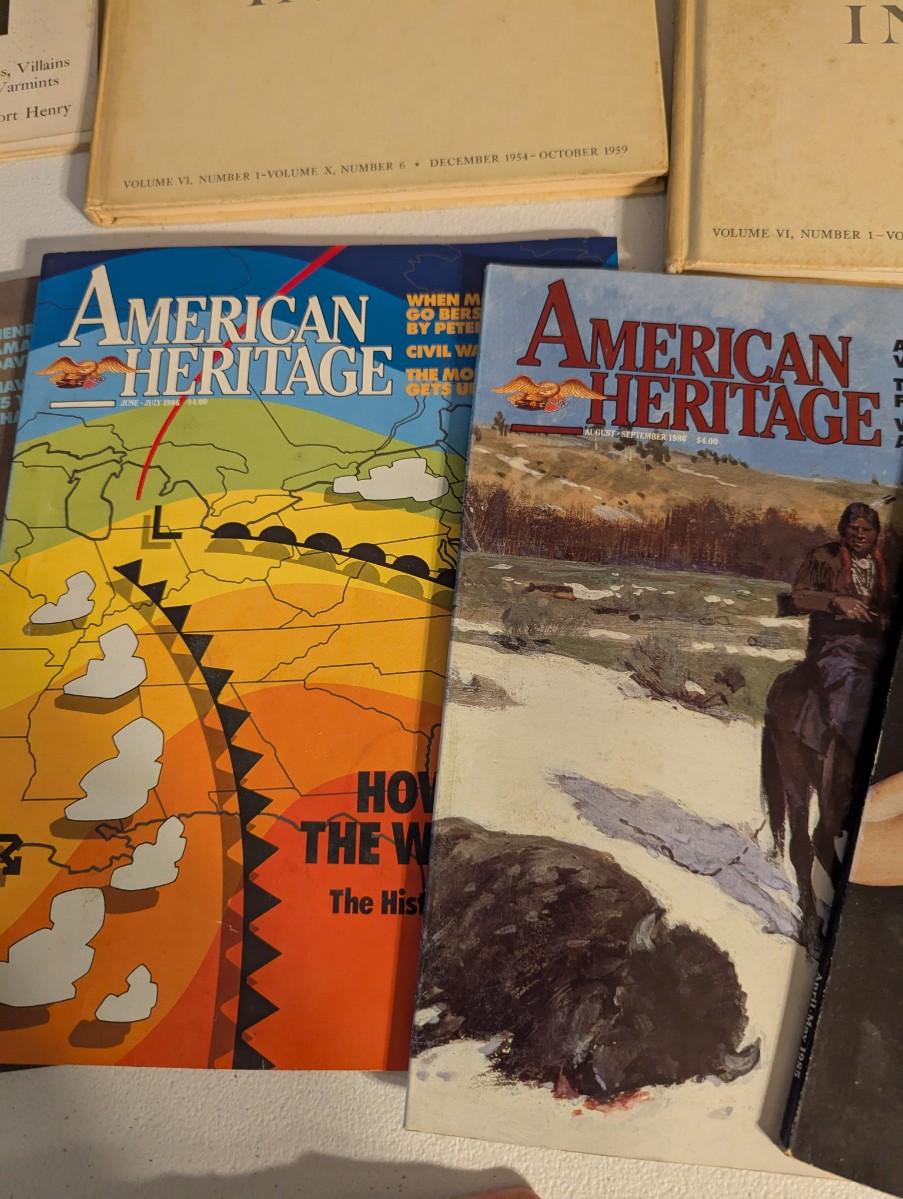 Villains
ort Henry
VOLUME VI, NUMBER 1–VOLUME X, NUMBER 6 • DECEMBER 1954–OCTOBER 1959
IN
VOLUME VI, NUMBER 1–VO
AMERICAN
HERITAGE
JUNE • JULY 1986 $4.00
WHEN M
GO BERS
BY PETE
CIVIL WA
THE MO
GETS U
L
HOW
THE W
The Hist
AMERICAN
HERITAGE
AUGUST • SEPTEMBER 1986 $4.00
April/May 1985